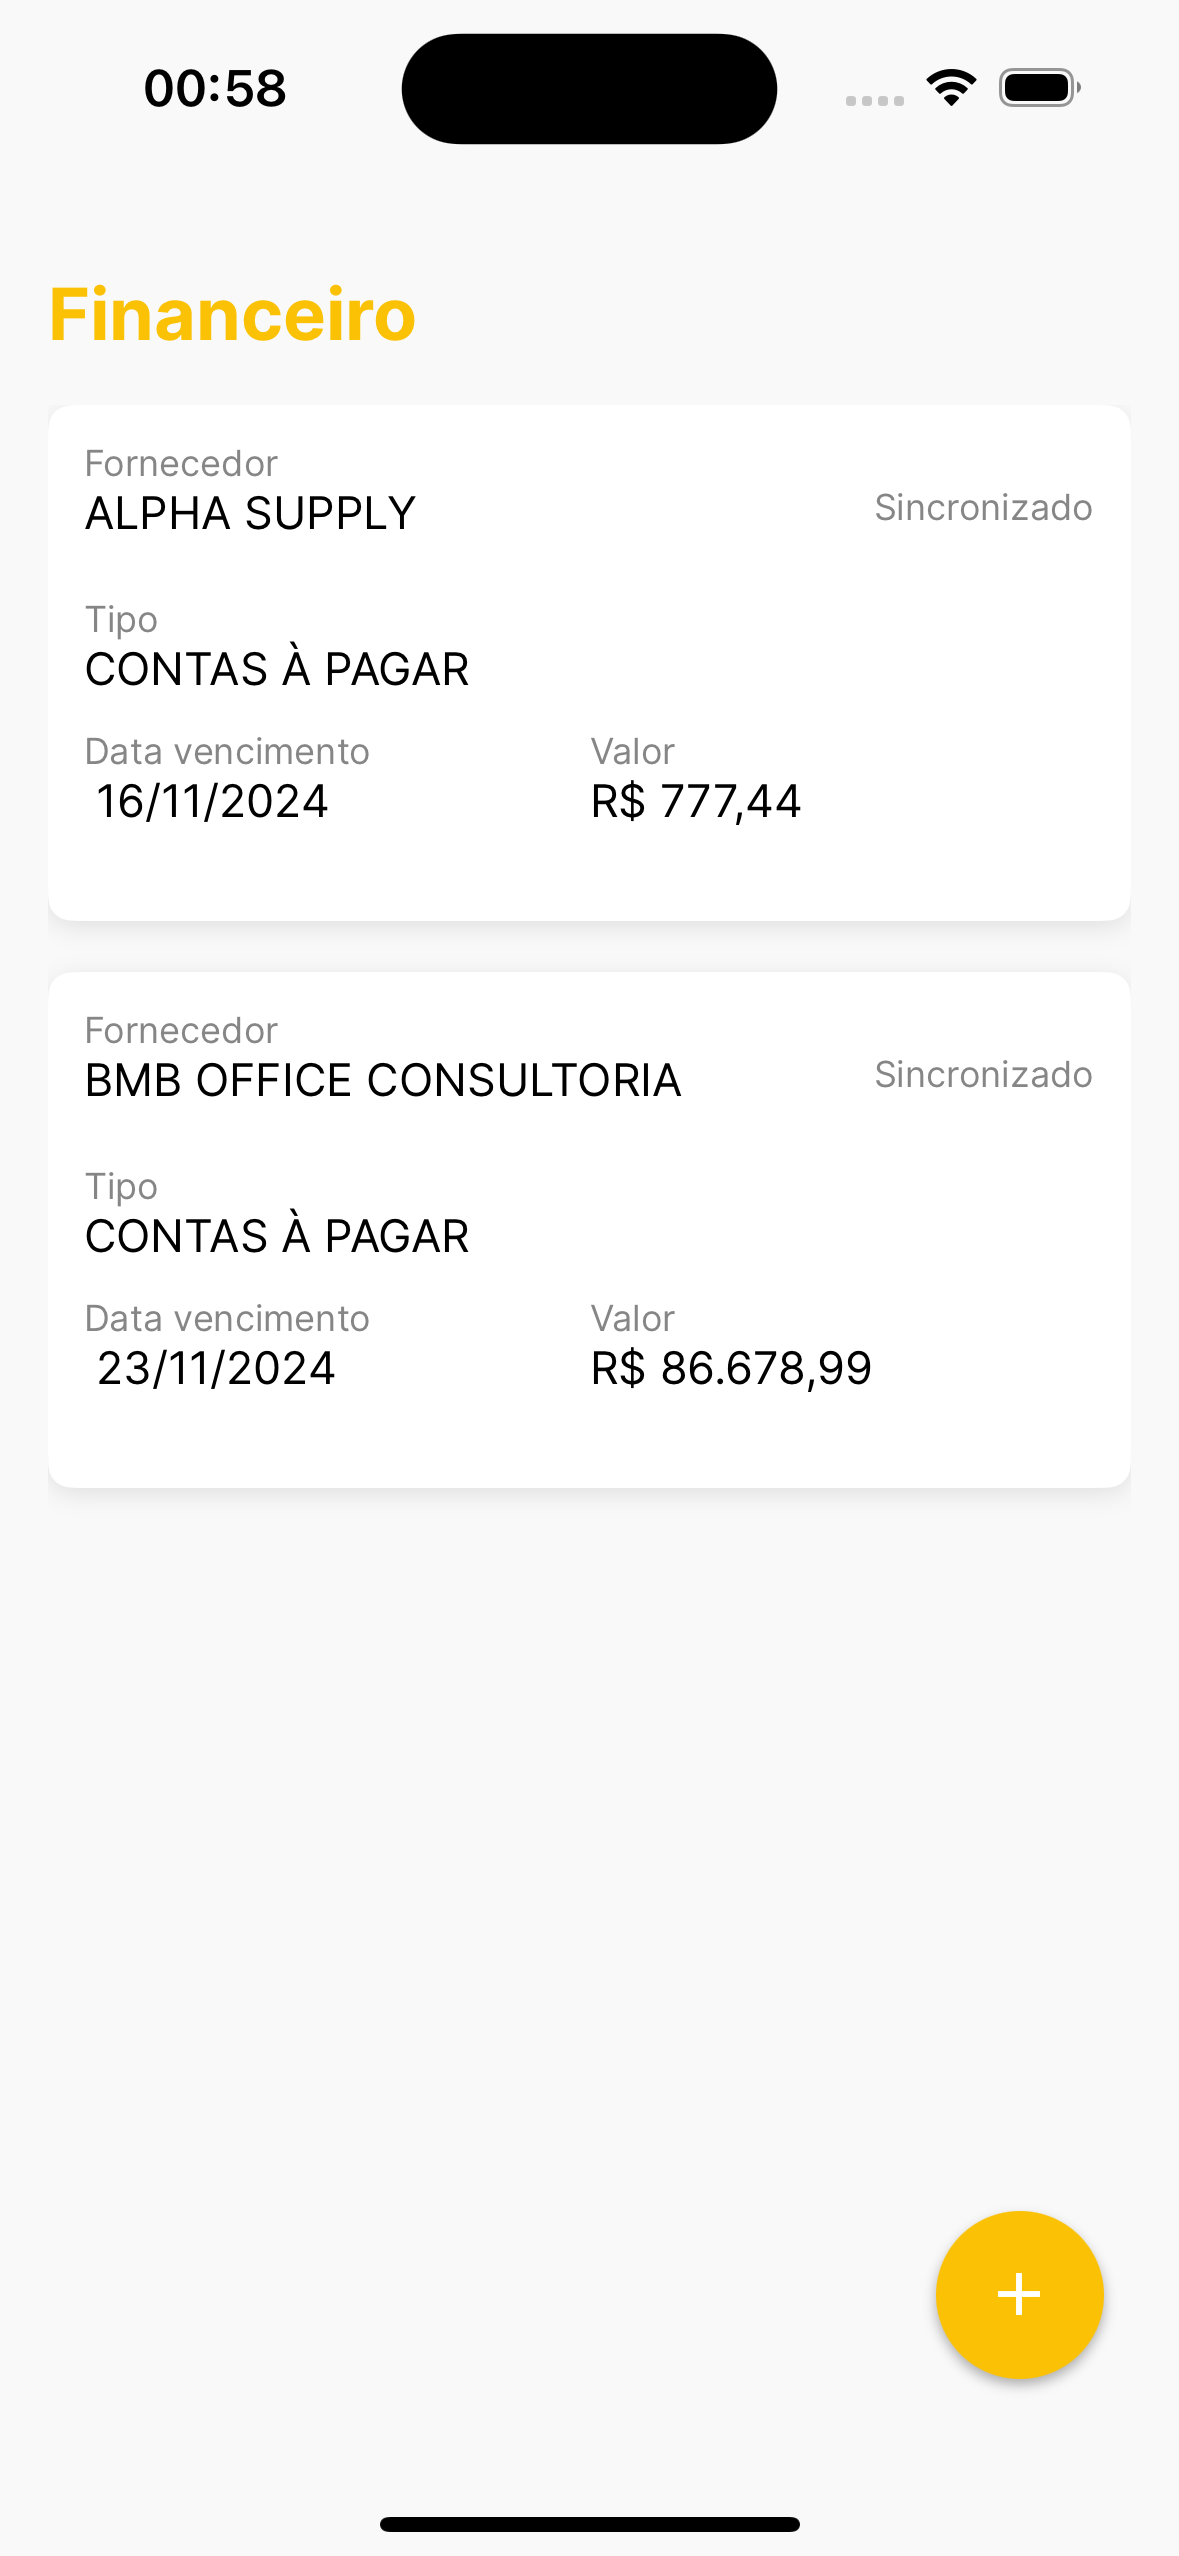 00:58
Financeiro
Fornecedor
ALPHA SUPPLY
Sincronizado
Tipo
CONTAS À PAGAR
Data vencimento Valor
16/11/2024 R$ 777,44
Fornecedor
BMB OFFICE CONSULTORIA
Sincronizado
Tipo
CONTAS À PAGAR
Data vencimento Valor
23/11/2024 R$ 86.678,99
+